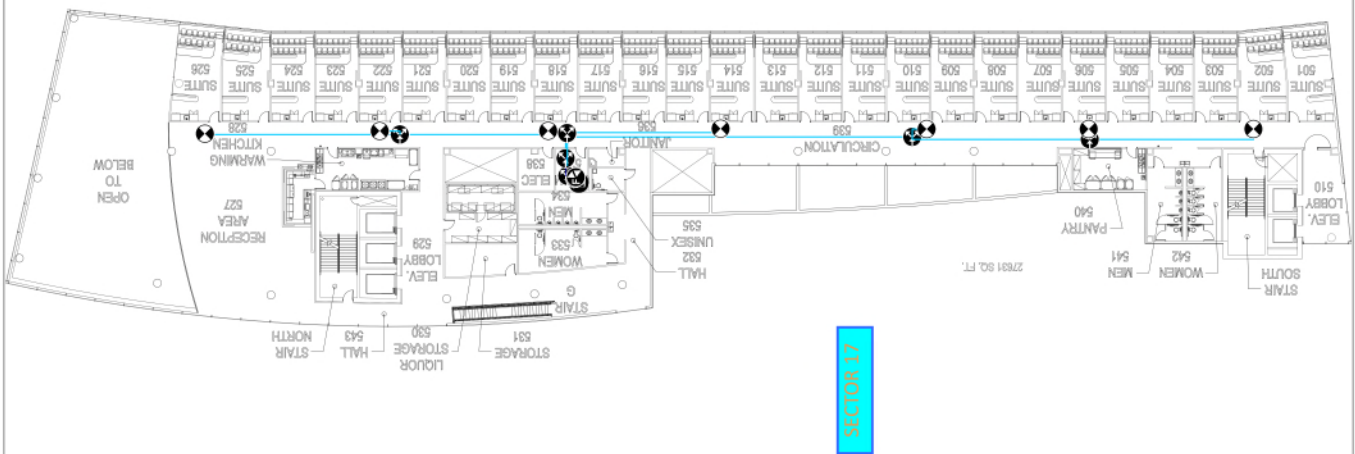 SECTOR 17
STAIR
SOUTH
WOMEN
542
MEN
541
27631 SQ.FT.
PANTRY
540
ELEV.
LOBBY
510
CIRCULATION
539
HALL
532
UNISEX
535
JANITOR
536
STAIR
G
WOMEN
533
MEN
534
ELEC
538
STORAGE
531
LIQUOR
STORAGE
530
HALL
543
STAIR
NORTH
ELEV.
LOBBY
529
RECEPTION
AREA
527
WARMING
KITCHEN
528
OPEN
TO
BELOW
SUITE
501
SUITE
502
SUITE
503
SUITE
504
SUITE
505
SUITE
506
SUITE
507
SUITE
508
SUITE
509
SUITE
510
SUITE
511
SUITE
512
SUITE
513
SUITE
514
SUITE
515
SUITE
516
SUITE
517
SUITE
518
SUITE
519
SUITE
520
SUITE
521
SUITE
522
SUITE
523
SUITE
524
SUITE
525
SUITE
526